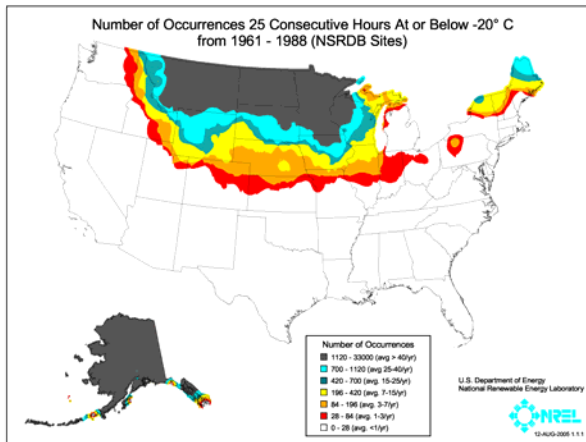 Number of Occurrences 25 Consecutive Hours At or Below -20° C
from 1961 - 1988 (NSRDB Sites)
Number of Occurrences
1120 - 33000 (avg > 40/yr)
700 - 1120 (avg 25-40/yr)
420 - 700 (avg. 15-25/yr)
196 - 420 (avg. 7-15/yr)
84 - 196 (avg. 3-7/yr)
28 - 84 (avg. 1-3/yr)
0 - 28 (avg. <1/yr)
U.S. Department of Energy
National Renewable Energy Laboratory
NREL
12-AUG-2005 1.1.1